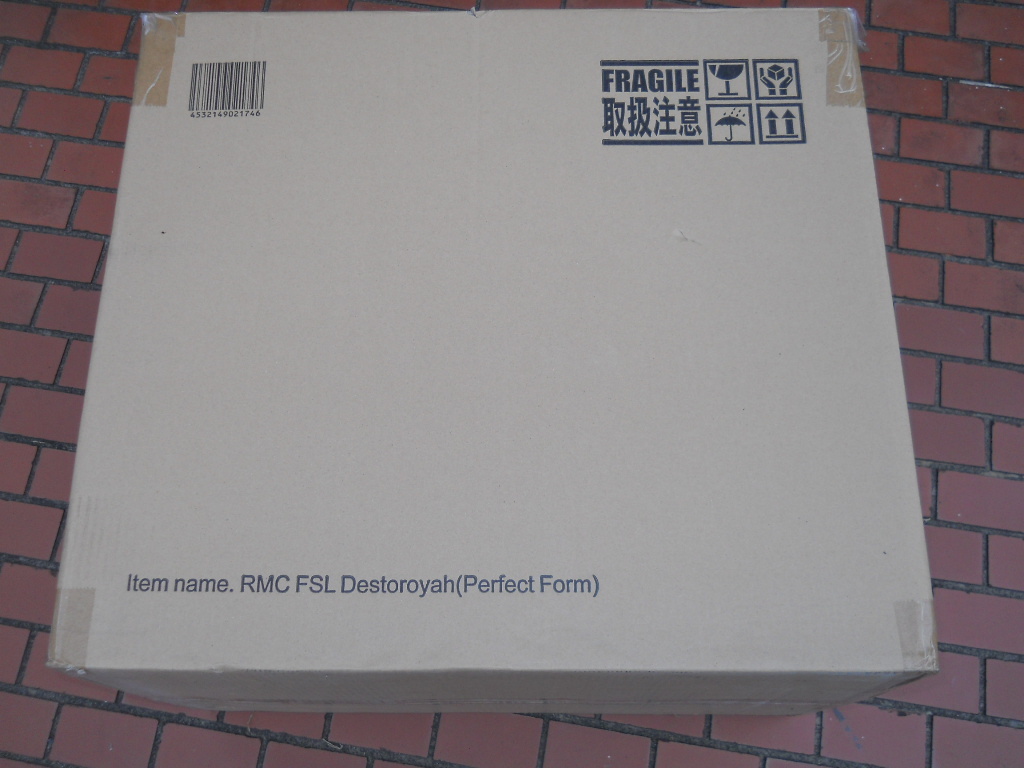 4532149021746
FRAGILE
取扱注意
Item name. RMC FSL Destoroyah(Perfect Form)